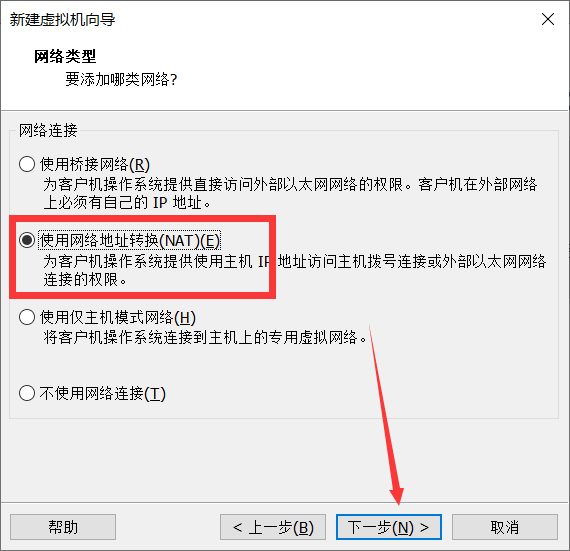 新建虚拟机向导
网络类型
要添加哪类网络?
网络连接
使用桥接网络(R)
为客户机操作系统提供直接访问外部以太网网络的权限。客户机在外部网络
上必须有自己的 IP 地址。
使用网络地址转换(NAT)(E)
为客户机操作系统提供使用主机 IP 地址访问主机拨号连接或外部以太网网络
连接的权限。
使用仅主机模式网络(H)
将客户机操作系统连接到主机上的专用虚拟网络。
不使用网络连接(T)
帮助
< 上一步(B)
下一步(N) >
取消